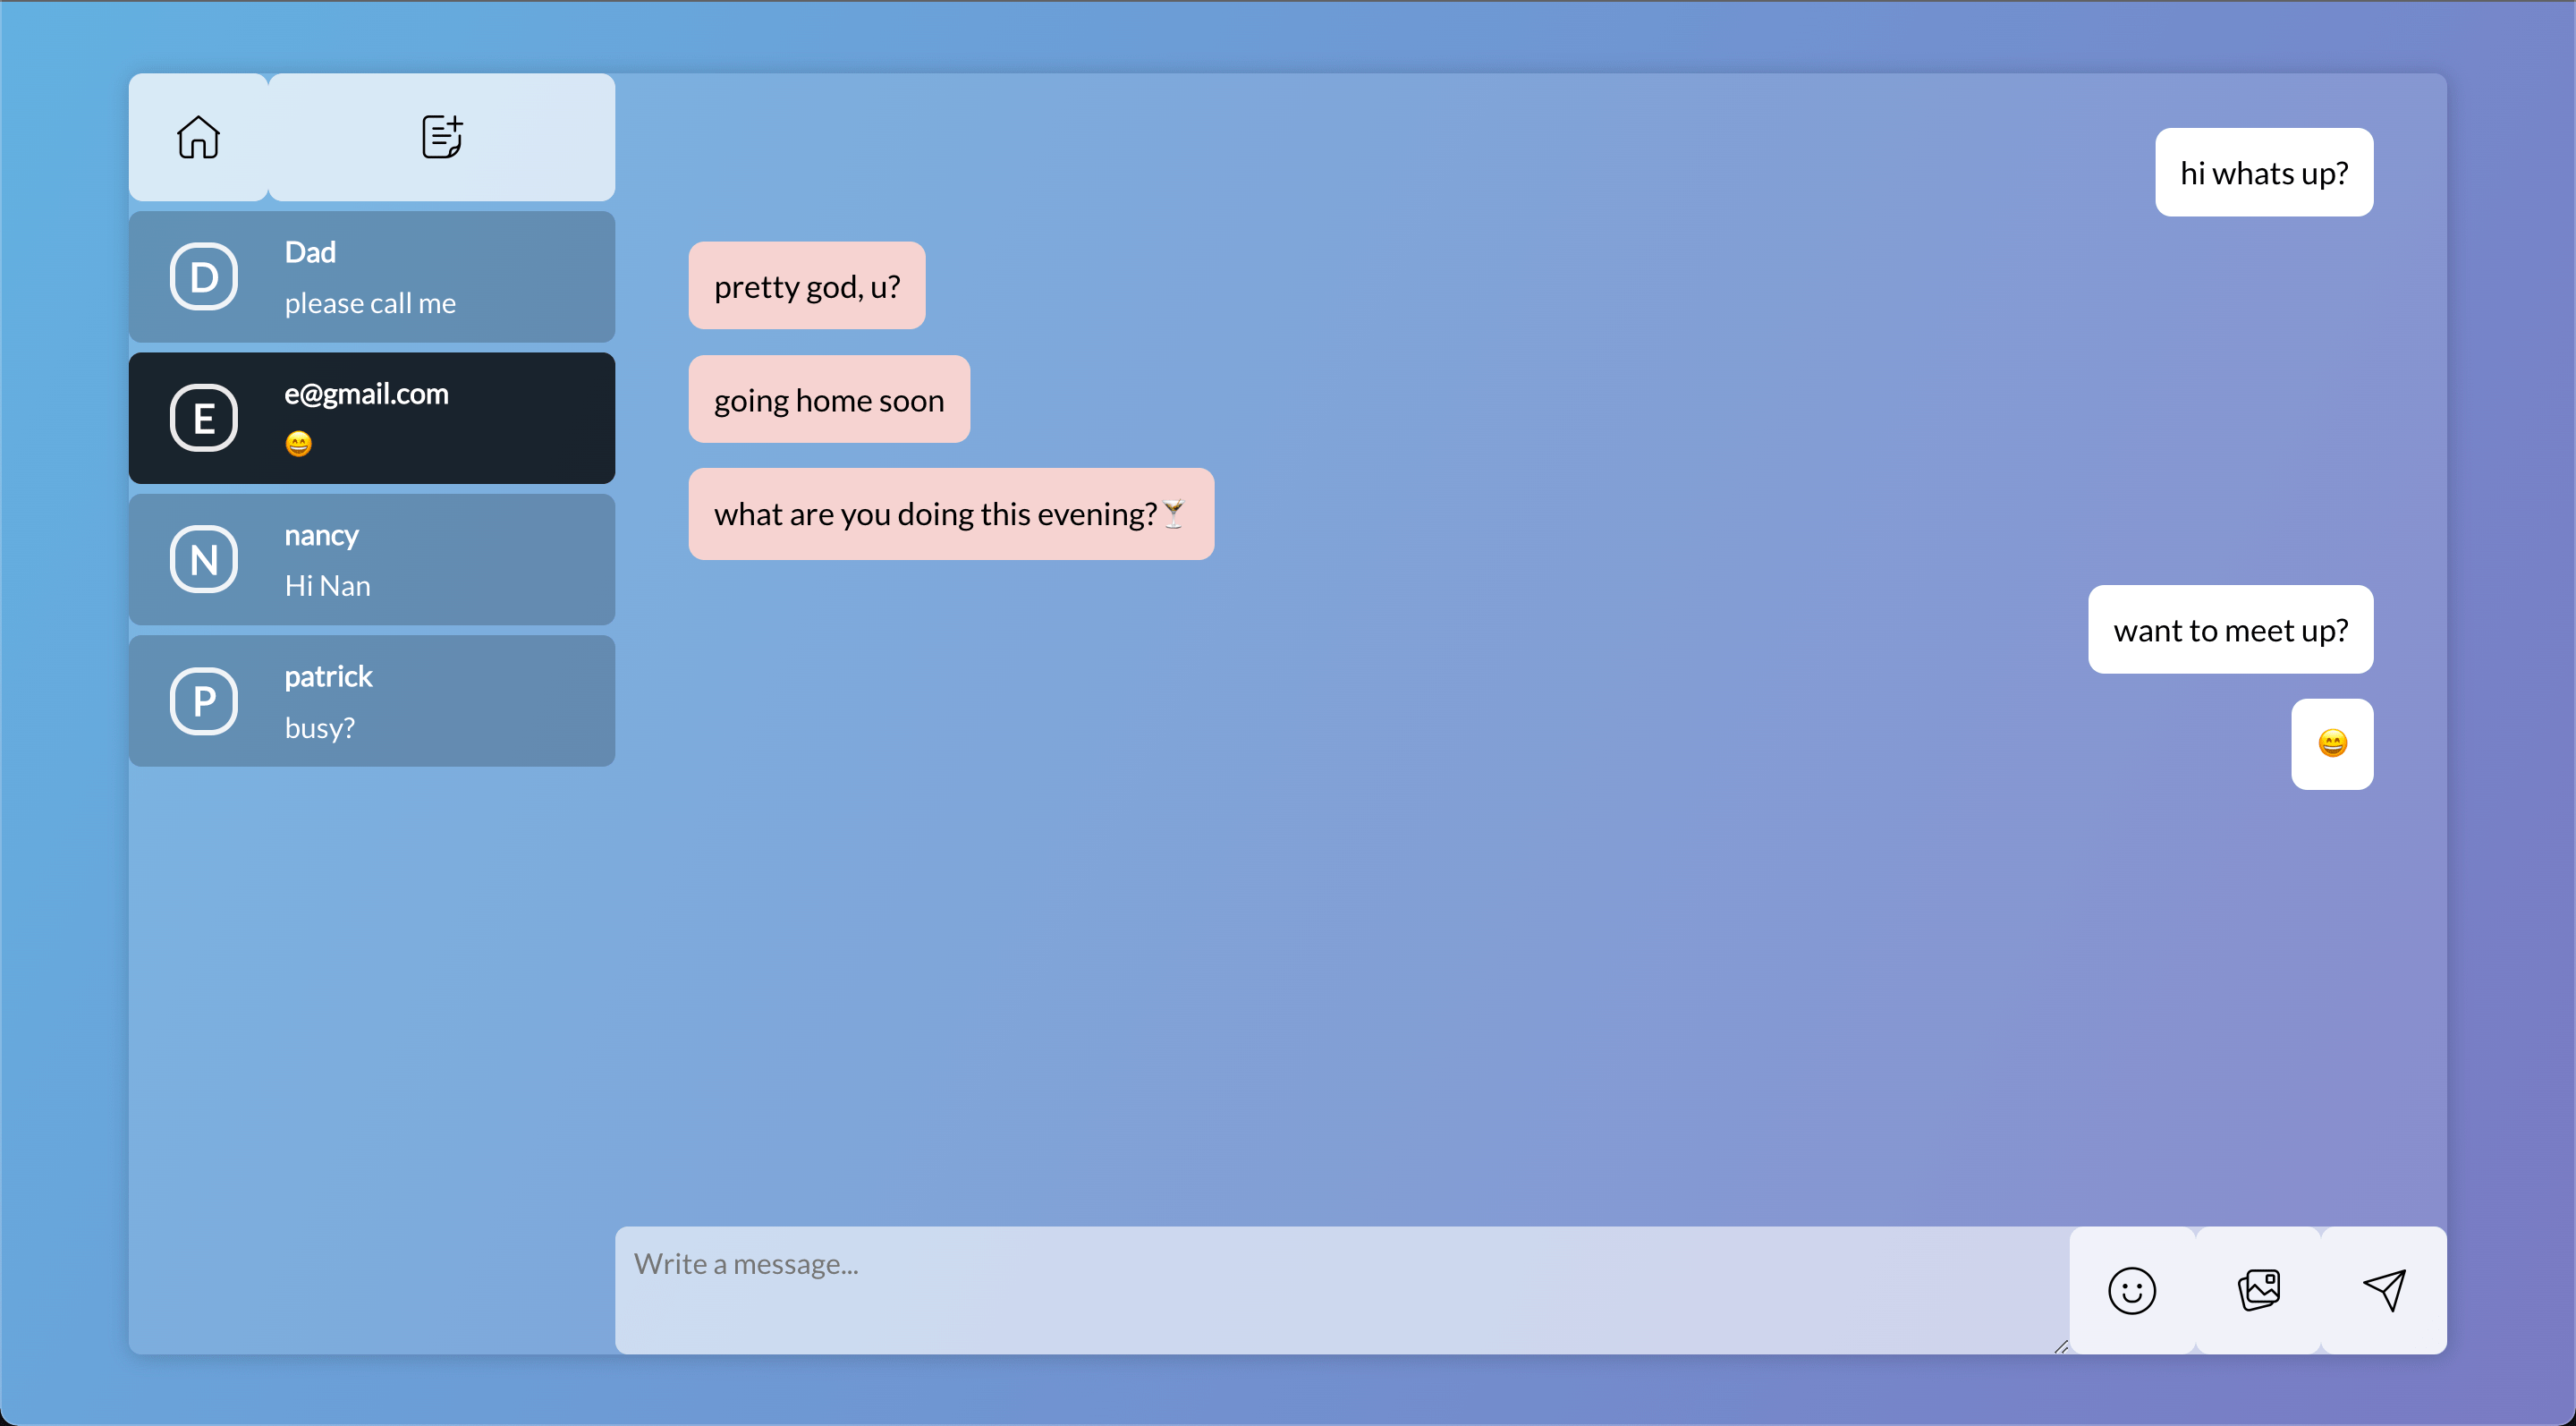 D
Dad
please call me
E
e@gmail.com
😄
N
nancy
Hi Nan
P
patrick
busy?
hi whats up?
pretty god, u?
going home soon
what are you doing this evening?🍸
want to meet up?
😄
Write a message...